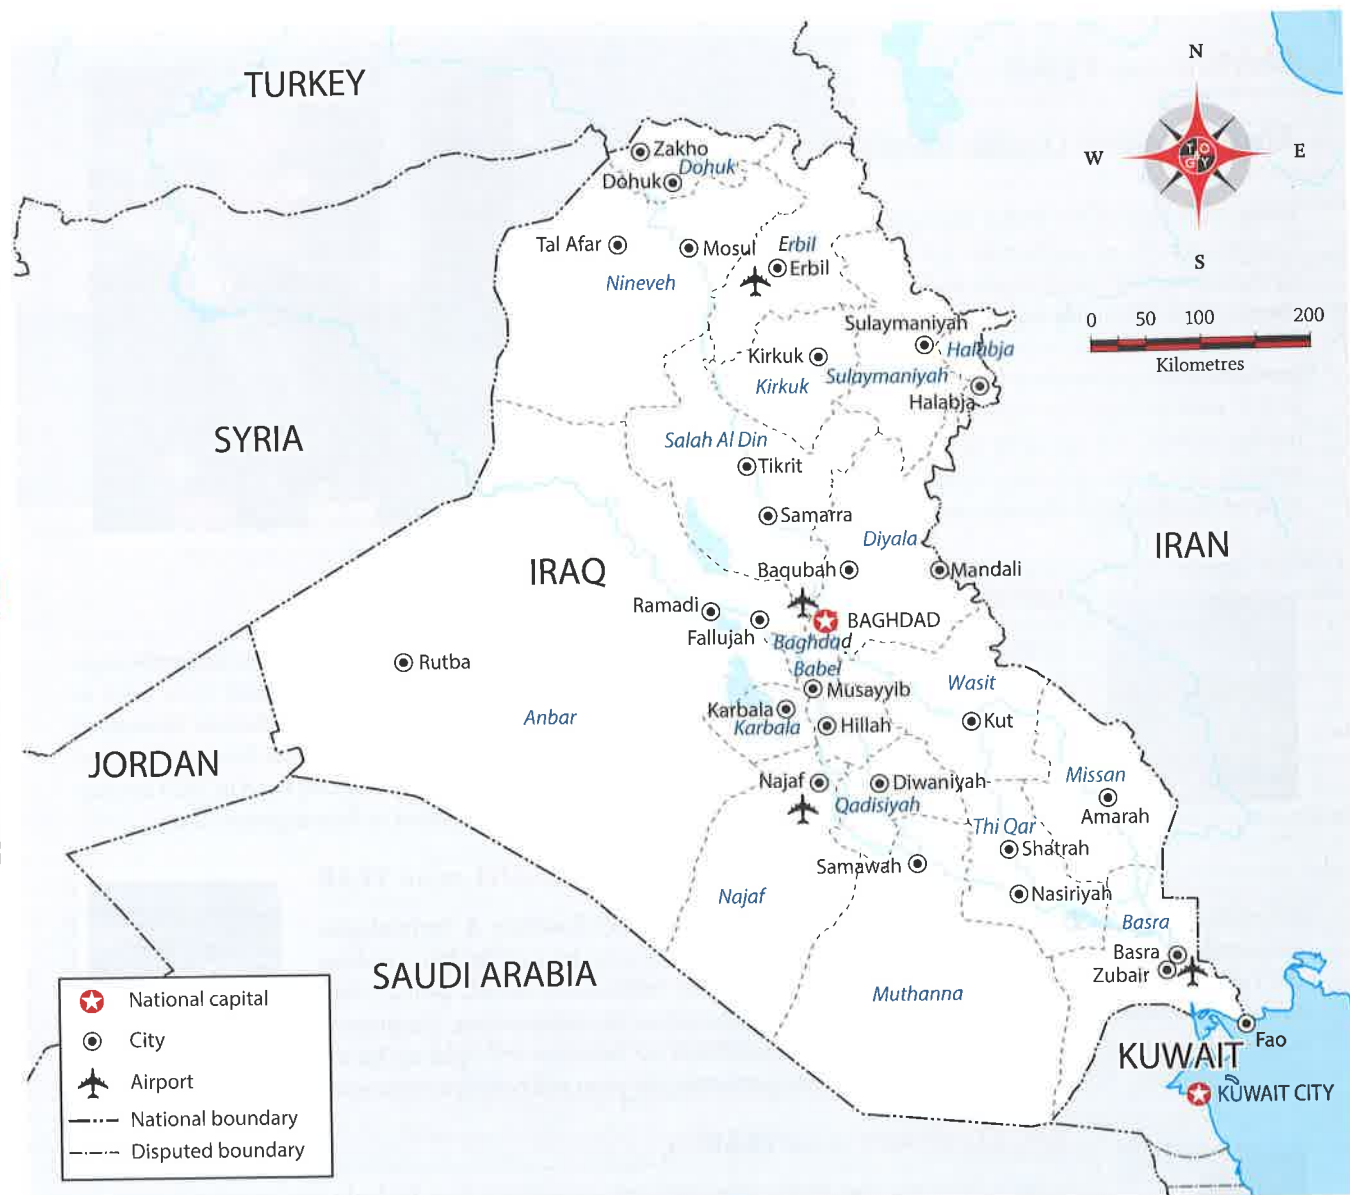 N
TURKEY
Zakho
Dohuk
Dohuk
W
E
TOGY
Tal Afar
Mosul
Erbil
Erbil
S
Nineveh
0 50 100 200
Kilometres
Sulaymaniyah
Kirkuk
Halabja
Kirkuk
Sulaymaniyah
Halabja
SYRIA
Salah Al Din
Tikrit
Samarra
Diyala
IRAN
IRAQ
Baqubah
Mandali
Ramadi
Fallujah
BAGHDAD
Baghdad
Rutba
Babel
Wasit
Musayyib
Anbar
Karbala
Karbala
Hillah
Kut
JORDAN
Najaf
Diwaniyah
Missan
Qadisiyah
Amarah
Thi Qar
Shatrah
Samawah
Najaf
Nasiriyah
Basra
Basra
Zubair
SAUDI ARABIA
Muthanna
National capital
City
Airport
National boundary
Disputed boundary
Fao
KUWAIT
KUWAIT CITY